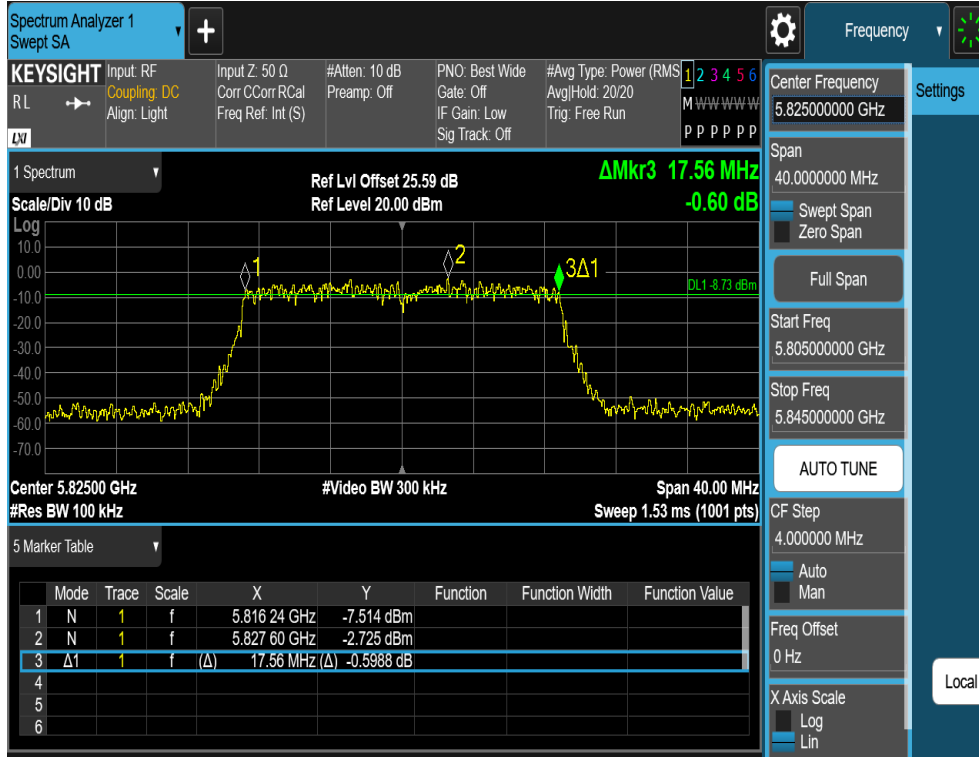 Spectrum Analyzer 1
Swept SA
+
Frequency
KEYSIGHT
RL
LXI
Input: RF
Coupling: DC
Align: Light
Input Z: 50 Ω
Corr CCorr RCal
Freq Ref: Int (S)
#Atten: 10 dB
Preamp: Off
PNO: Best Wide
Gate: Off
IF Gain: Low
Sig Track: Off
#Avg Type: Power (RMS
Avg|Hold: 20/20
Trig: Free Run
1 2 3 4 5 6
M W W W W W
P P P P P P
1 Spectrum
Scale/Div 10 dB
Ref Lvl Offset 25.59 dB
Ref Level 20.00 dBm
ΔMkr3 17.56 MHz
-0.60 dB
Log
10.0
0.00
-10.0
-20.0
-30.0
-40.0
-50.0
-60.0
-70.0
1
2
3Δ1
DL1 -8.73 dBm
Center 5.82500 GHz
#Video BW 300 kHz
Span 40.00 MHz
#Res BW 100 kHz
Sweep 1.53 ms (1001 pts)
5 Marker Table
Mode Trace Scale X Y Function Function Width Function Value
1 N 1 f 5.816 24 GHz -7.514 dBm
2 N 1 f 5.827 60 GHz -2.725 dBm
3 Δ1 1 f (Δ) 17.56 MHz (Δ) -0.5988 dB
4
5
6
Center Frequency
5.825000000 GHz
Span
40.0000000 MHz
Swept Span
Zero Span
Full Span
Start Freq
5.805000000 GHz
Stop Freq
5.845000000 GHz
AUTO TUNE
CF Step
4.000000 MHz
Auto
Man
Freq Offset
0 Hz
X Axis Scale
Log
Lin
Settings
Local